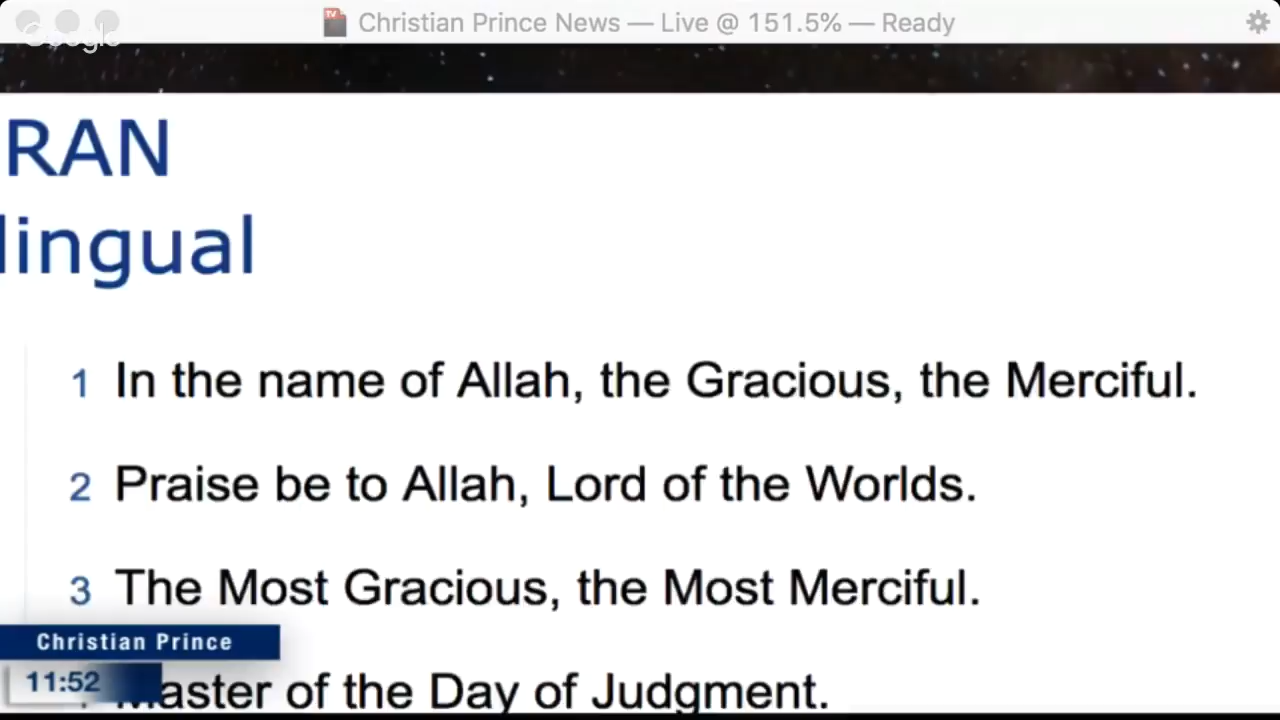 Christian Prince News — Live @ 151.5% — Ready
Google
RAN
lingual
1 In the name of Allah, the Gracious, the Merciful.
2 Praise be to Allah, Lord of the Worlds.
3 The Most Gracious, the Most Merciful.
Christian Prince
11:52
Master of the Day of Judgment.